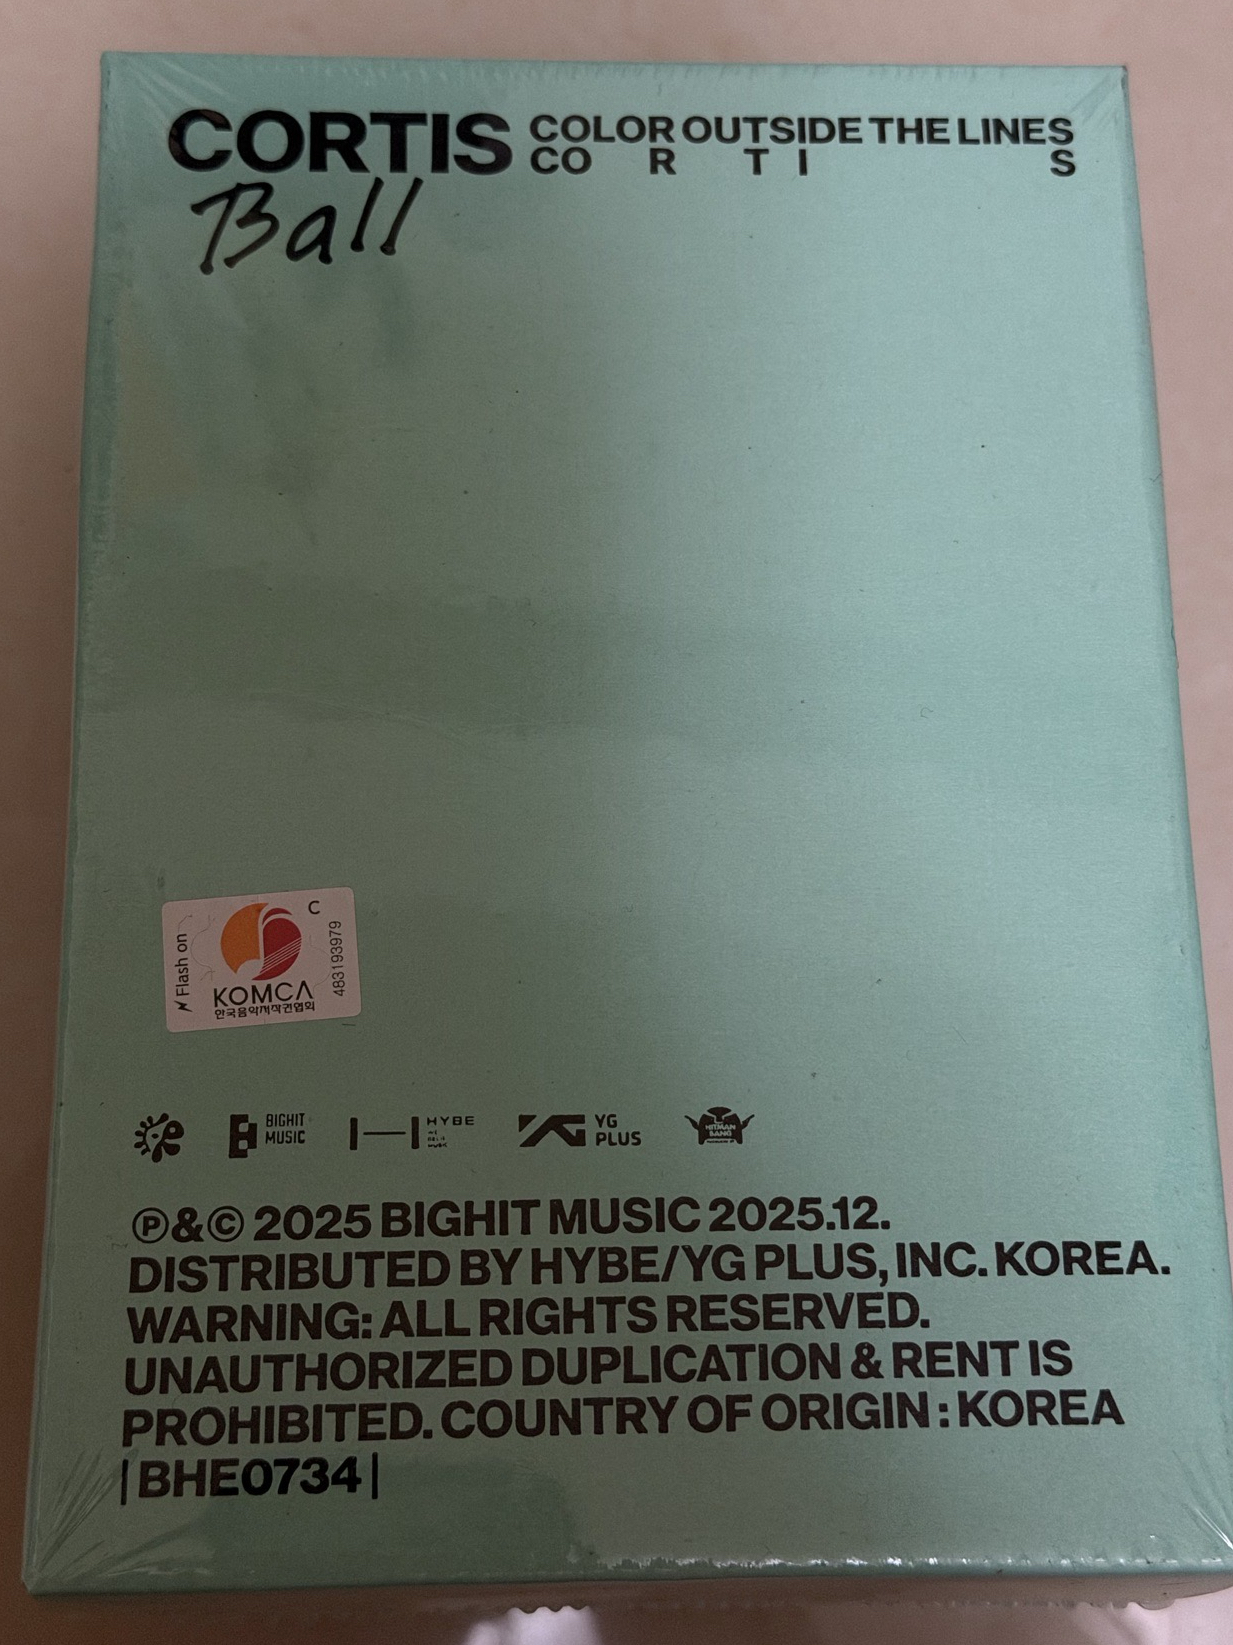 CORTIS COLOR OUTSIDE THE LINES
CO R T I S
Ball
Flash on
C
483193979
KOMCA
한국음악저작권협회
BIGHIT
MUSIC
HYBE
YG
PLUS
HITMAN
BANG
Ⓟ&© 2025 BIGHIT MUSIC 2025.12.
DISTRIBUTED BY HYBE/YG PLUS, INC. KOREA.
WARNING: ALL RIGHTS RESERVED.
UNAUTHORIZED DUPLICATION & RENT IS
PROHIBITED. COUNTRY OF ORIGIN : KOREA
|BHE0734|